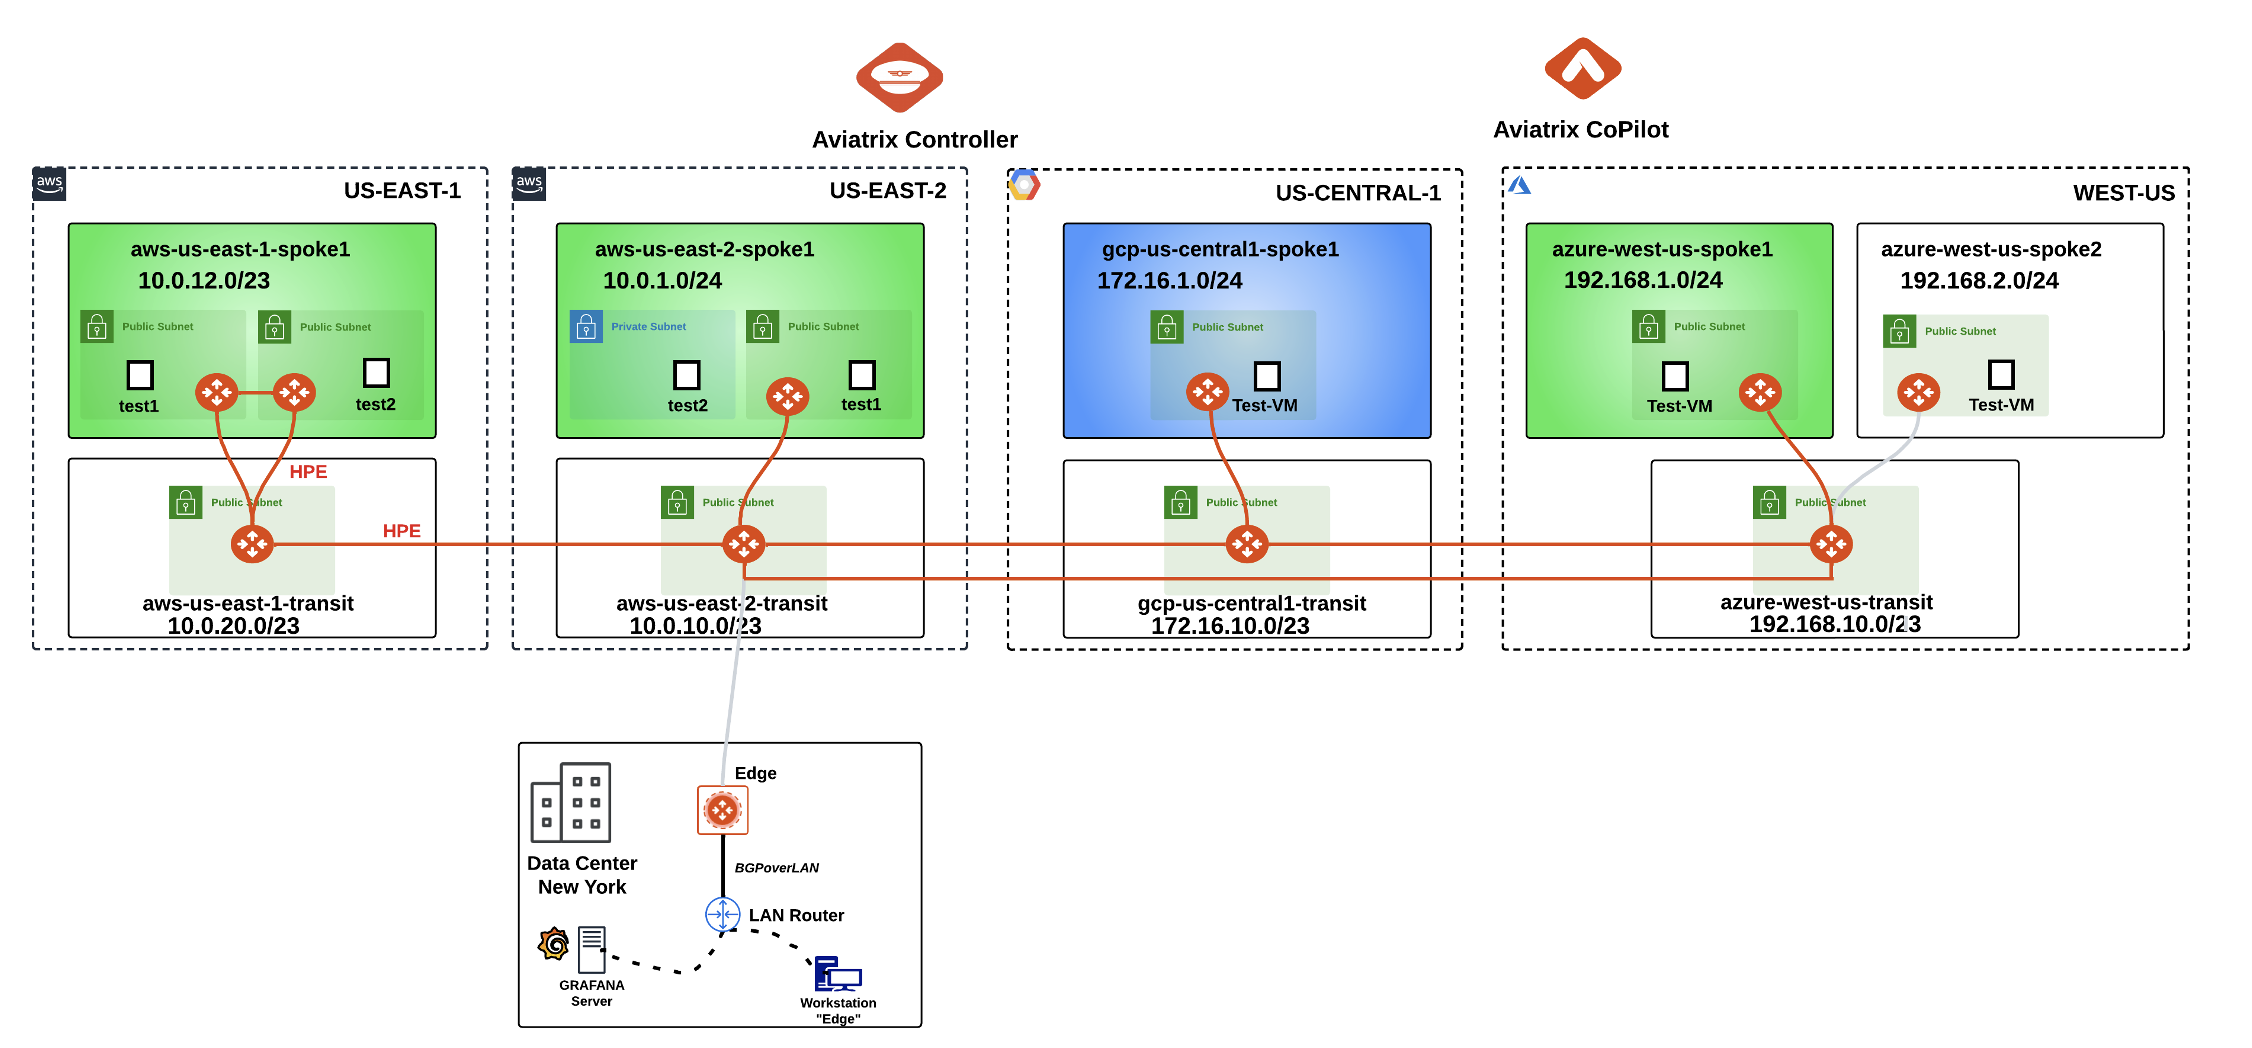 Aviatrix Controller
Aviatrix CoPilot
aws
US-EAST-1
aws-us-east-1-spoke1
10.0.12.0/23
Public Subnet
Public Subnet
test1
test2
HPE
Public Subnet
HPE
aws-us-east-1-transit
10.0.20.0/23
aws
US-EAST-2
aws-us-east-2-spoke1
10.0.1.0/24
Private Subnet
Public Subnet
test2
test1
Public Subnet
aws-us-east-2-transit
10.0.10.0/23
US-CENTRAL-1
gcp-us-central1-spoke1
172.16.1.0/24
Public Subnet
Test-VM
Public Subnet
gcp-us-central1-transit
172.16.10.0/23
WEST-US
azure-west-us-spoke1
192.168.1.0/24
Public Subnet
Test-VM
azure-west-us-spoke2
192.168.2.0/24
Public Subnet
Test-VM
Public Subnet
azure-west-us-transit
192.168.10.0/23
Edge
Data Center
New York
BGPoverLAN
LAN Router
GRAFANA
Server
Workstation
"Edge"